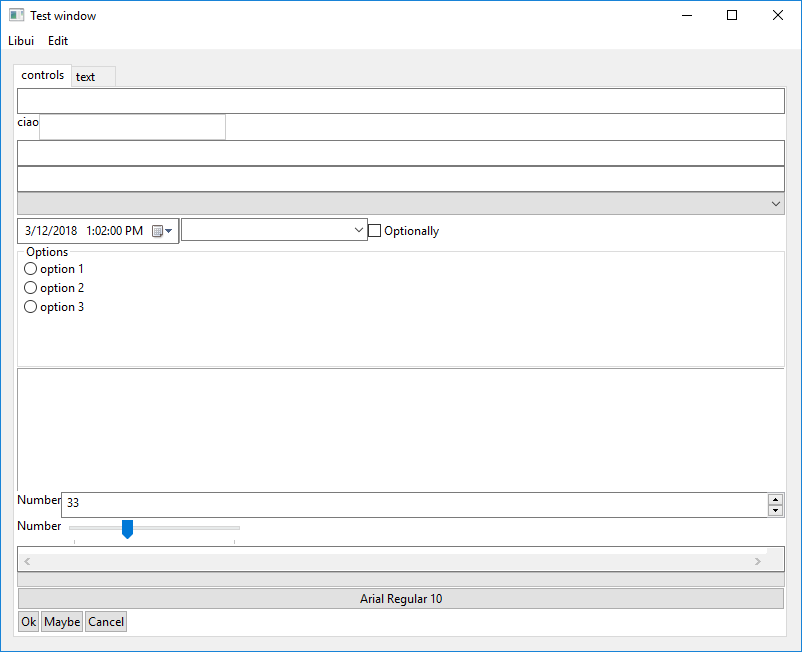 Test window
Libui Edit
controls text
ciao
3/12/2018 1:02:00 PM Optionally
Options
option 1
option 2
option 3
Number 33
Number
Arial Regular 10
Ok Maybe Cancel